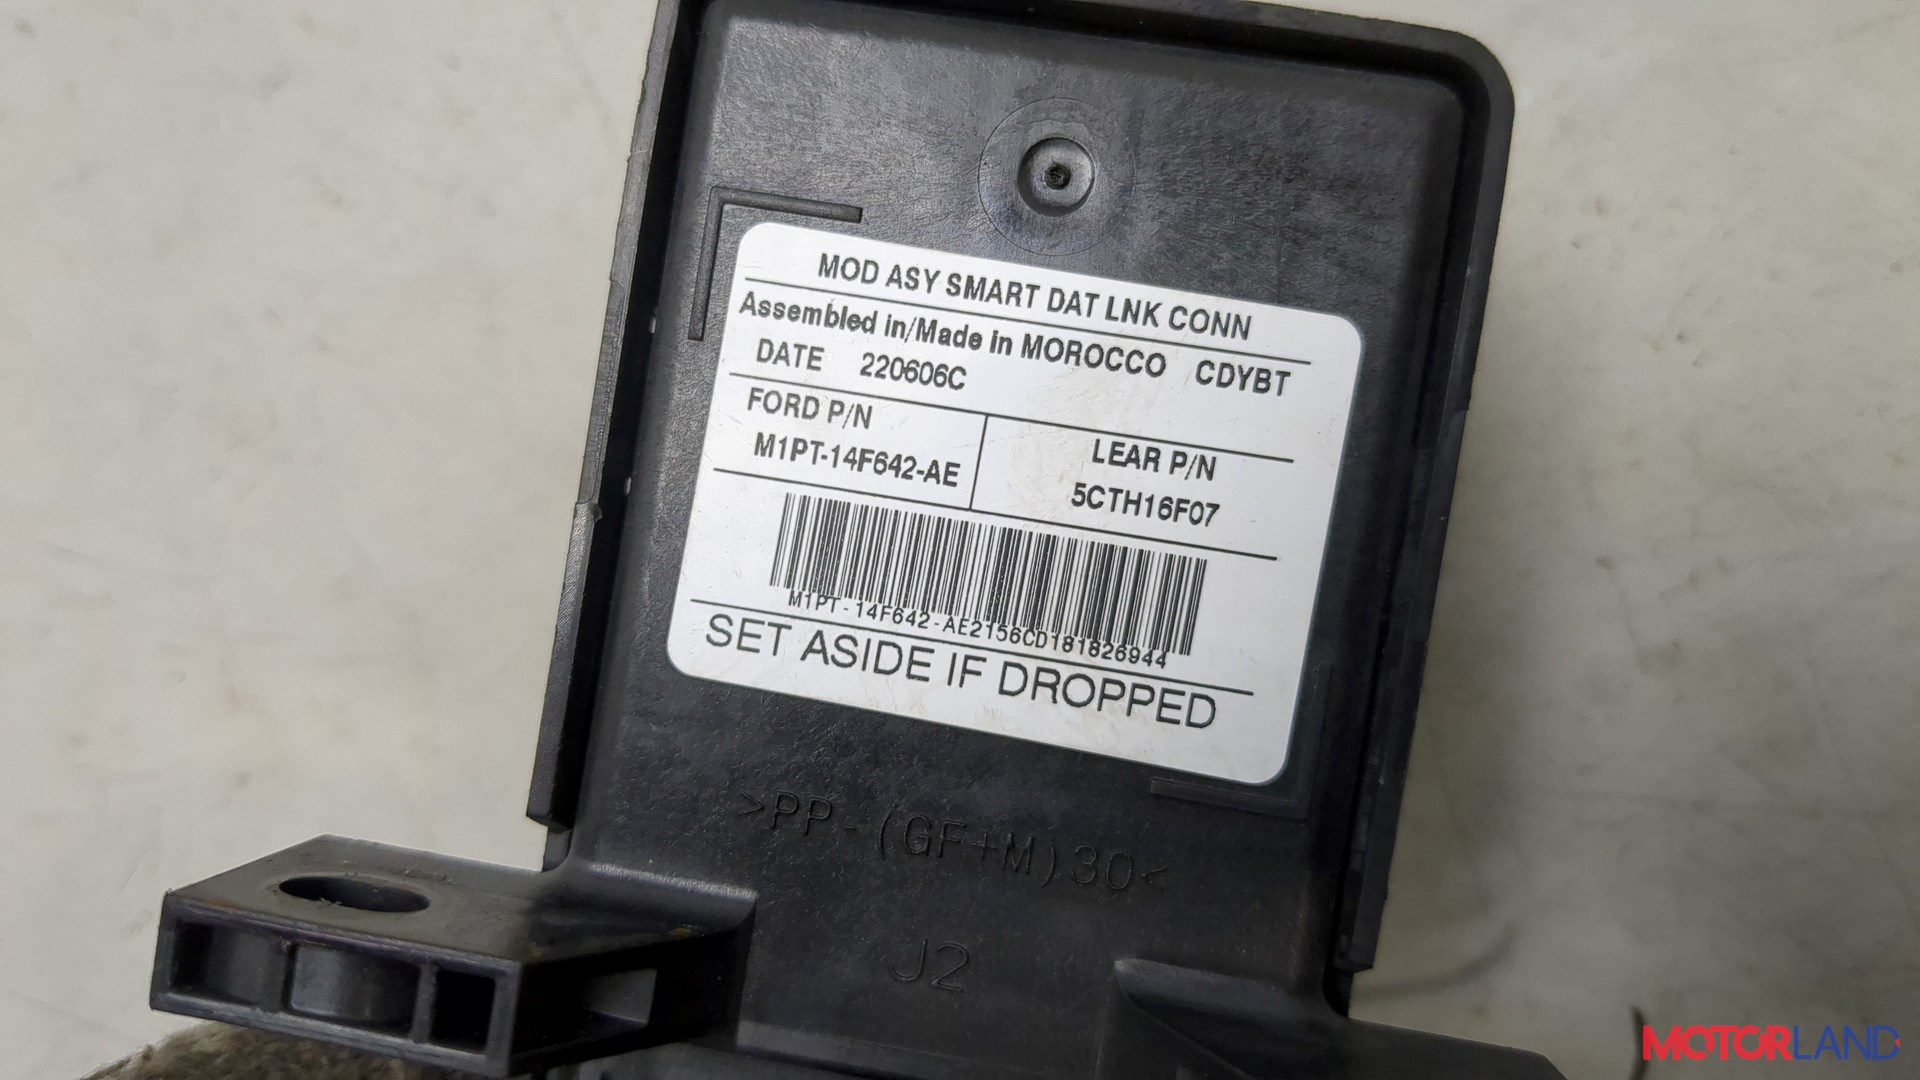 MOD ASY SMART DAT LNK CONN
Assembled in/Made in MOROCCO CDYBT
DATE 220606C
FORD P/N
M1PT-14F642-AE
LEAR P/N
5CTH16F07
M1PT-14F642-AE2156CD181826944
SET ASIDE IF DROPPED
>PP-(GF+M)30<
J2
MOTORLAND